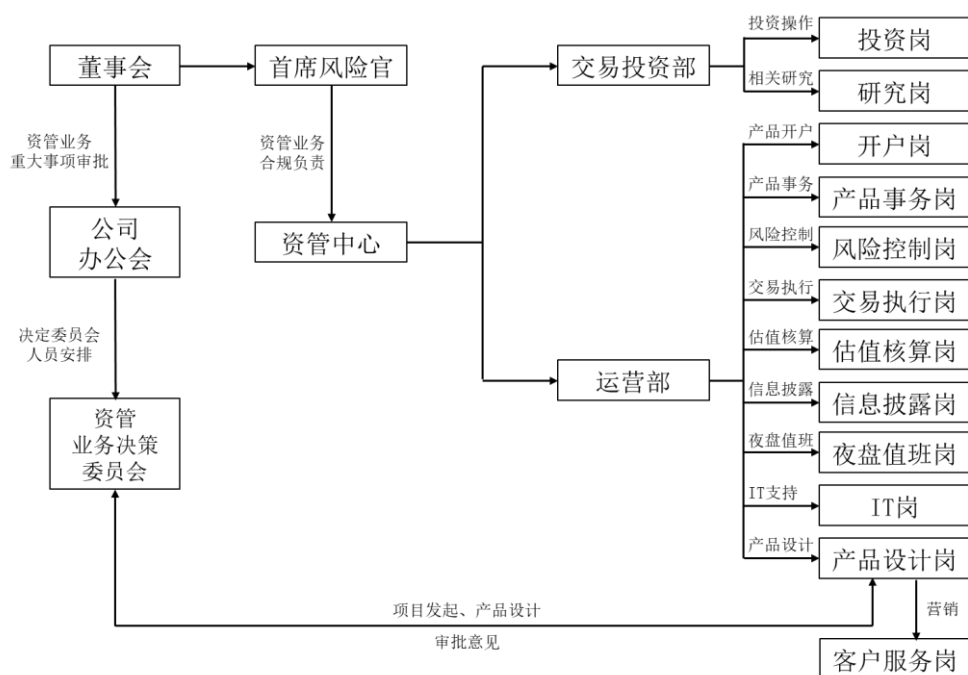 董事会
首席风险官
交易投资部
投资操作
投资岗
相关研究
研究岗
资管业务
重大事项审批
资管业务
合规负责
产品开户
开户岗
公司
办公会
资管中心
产品事务
产品事务岗
风险控制
风险控制岗
交易执行
交易执行岗
决定委员会
人员安排
估值核算
估值核算岗
运营部
信息披露
信息披露岗
资管
业务决策
委员会
夜盘值班
夜盘值班岗
IT支持
IT岗
产品设计
产品设计岗
项目发起、产品设计
审批意见
营销
客户服务岗